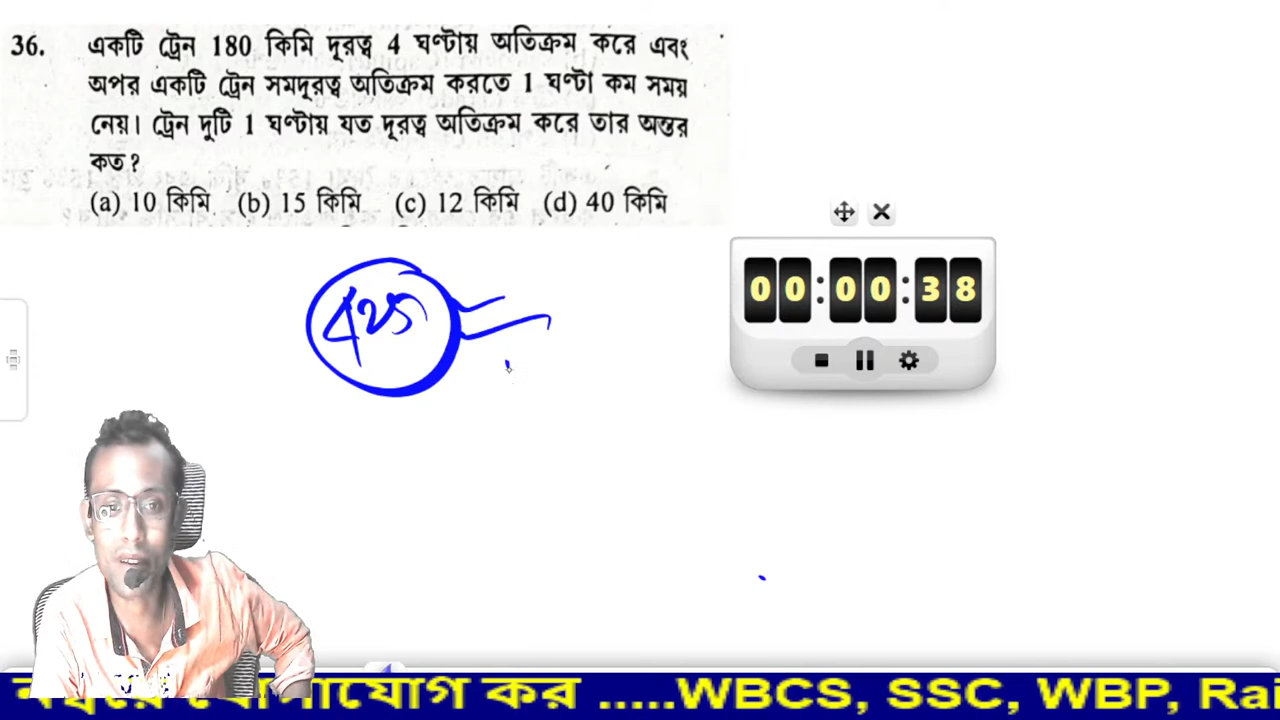 36. একটি ট্রেন 180 কিমি দূরত্ব 4 ঘণ্টায় অতিক্রম করে এবং
অপর একটি ট্রেন সমদূরত্ব অতিক্রম করতে 1 ঘণ্টা কম সময়
নেয়। ট্রেন দুটি 1 ঘণ্টায় যত দূরত্ব অতিক্রম করে তার অন্তর
কত?
(a) 10 কিমি (b) 15 কিমি (c) 12 কিমি (d) 40 কিমি
00:00:38
যোগাযোগ কর .....WBCS, SSC, WBP, Rai